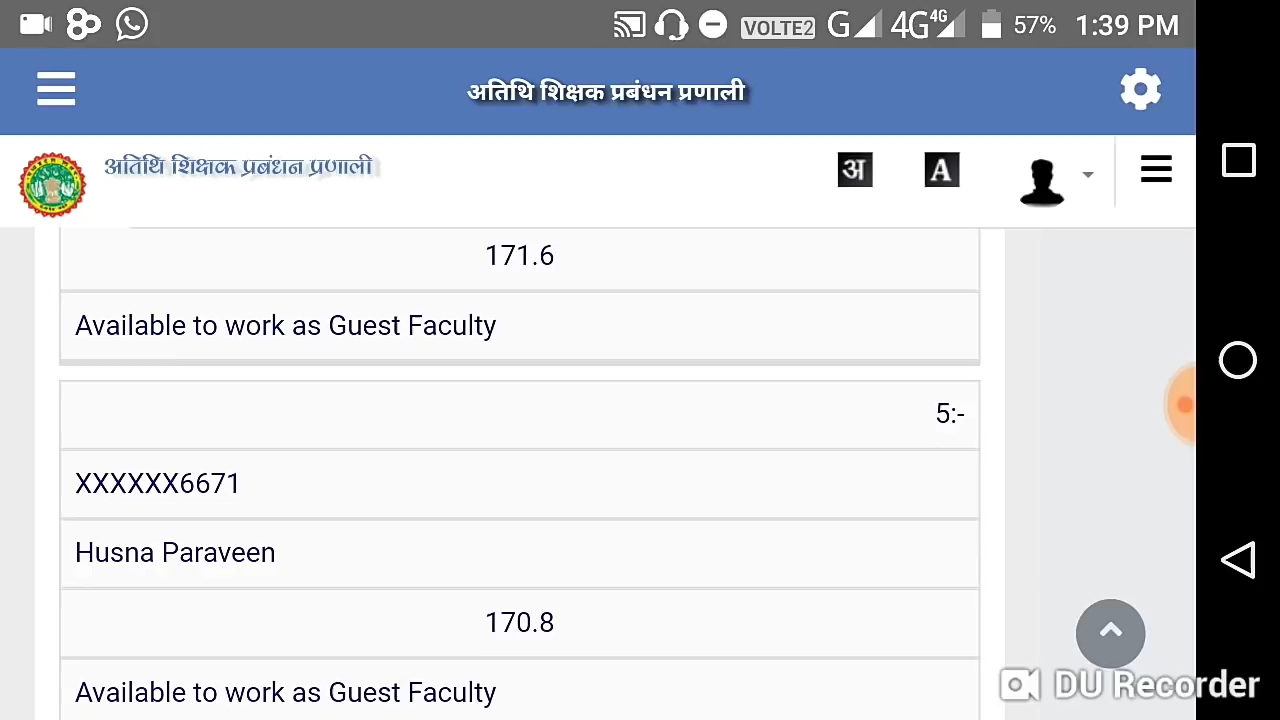 VOLTE2 G 4G 4G 57% 1:39 PM
अतिथि शिक्षक प्रबंधन प्रणाली
अतिथि शिक्षक प्रबंधन प्रणाली
अ A
171.6
Available to work as Guest Faculty
5:-
XXXXXX6671
Husna Paraveen
170.8
Available to work as Guest Faculty
DU Recorder